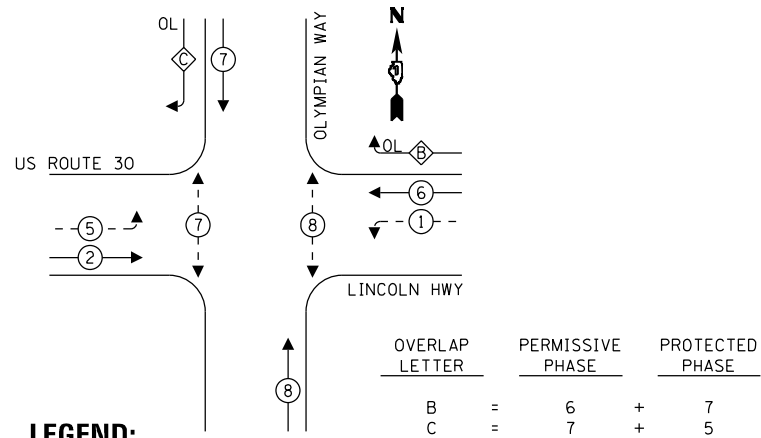 OL
C
7
OLYMPIAN WAY
N
OL
B
US ROUTE 30
6
5
7
8
1
2
LINCOLN HWY
8
OVERLAP LETTER PERMISSIVE PHASE PROTECTED PHASE
B = 6 + 7
C = 7 + 5
LEGEND: